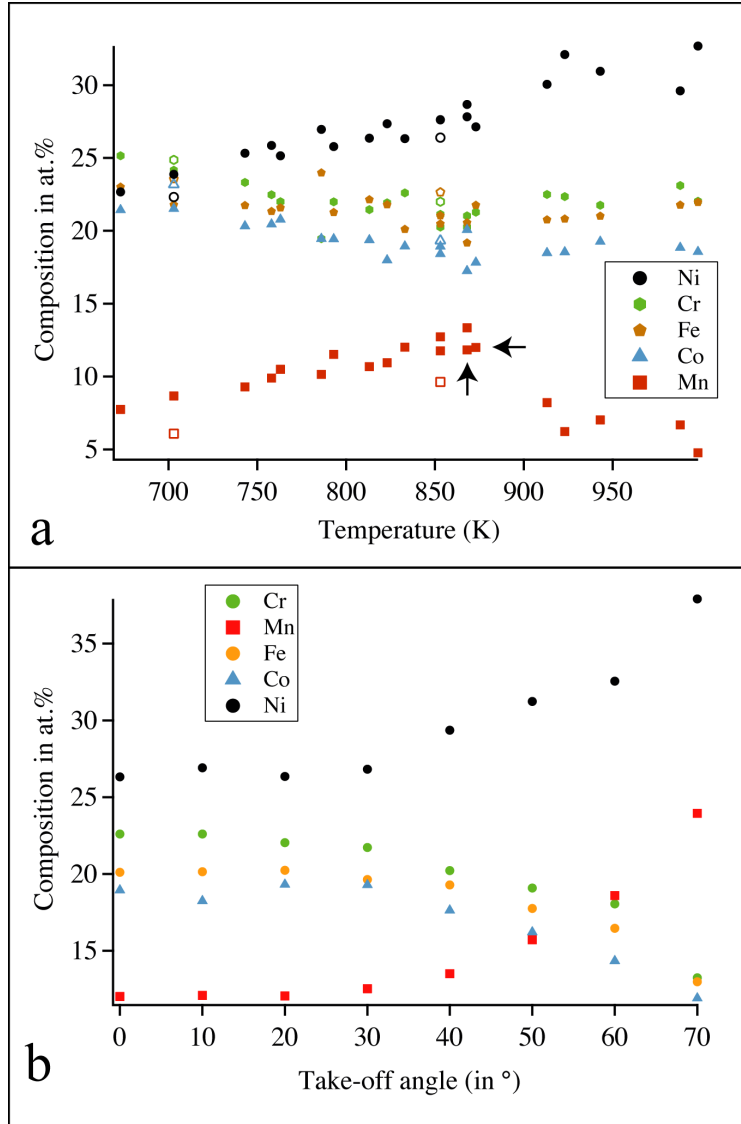 Composition in at.%
30
25
20
15
10
5
Ni
Cr
Fe
Co
Mn
700 750 800 850 900 950
Temperature (K)
a
Composition in at.%
35
30
25
20
15
Cr
Mn
Fe
Co
Ni
0 10 20 30 40 50 60 70
Take-off angle (in °)
b